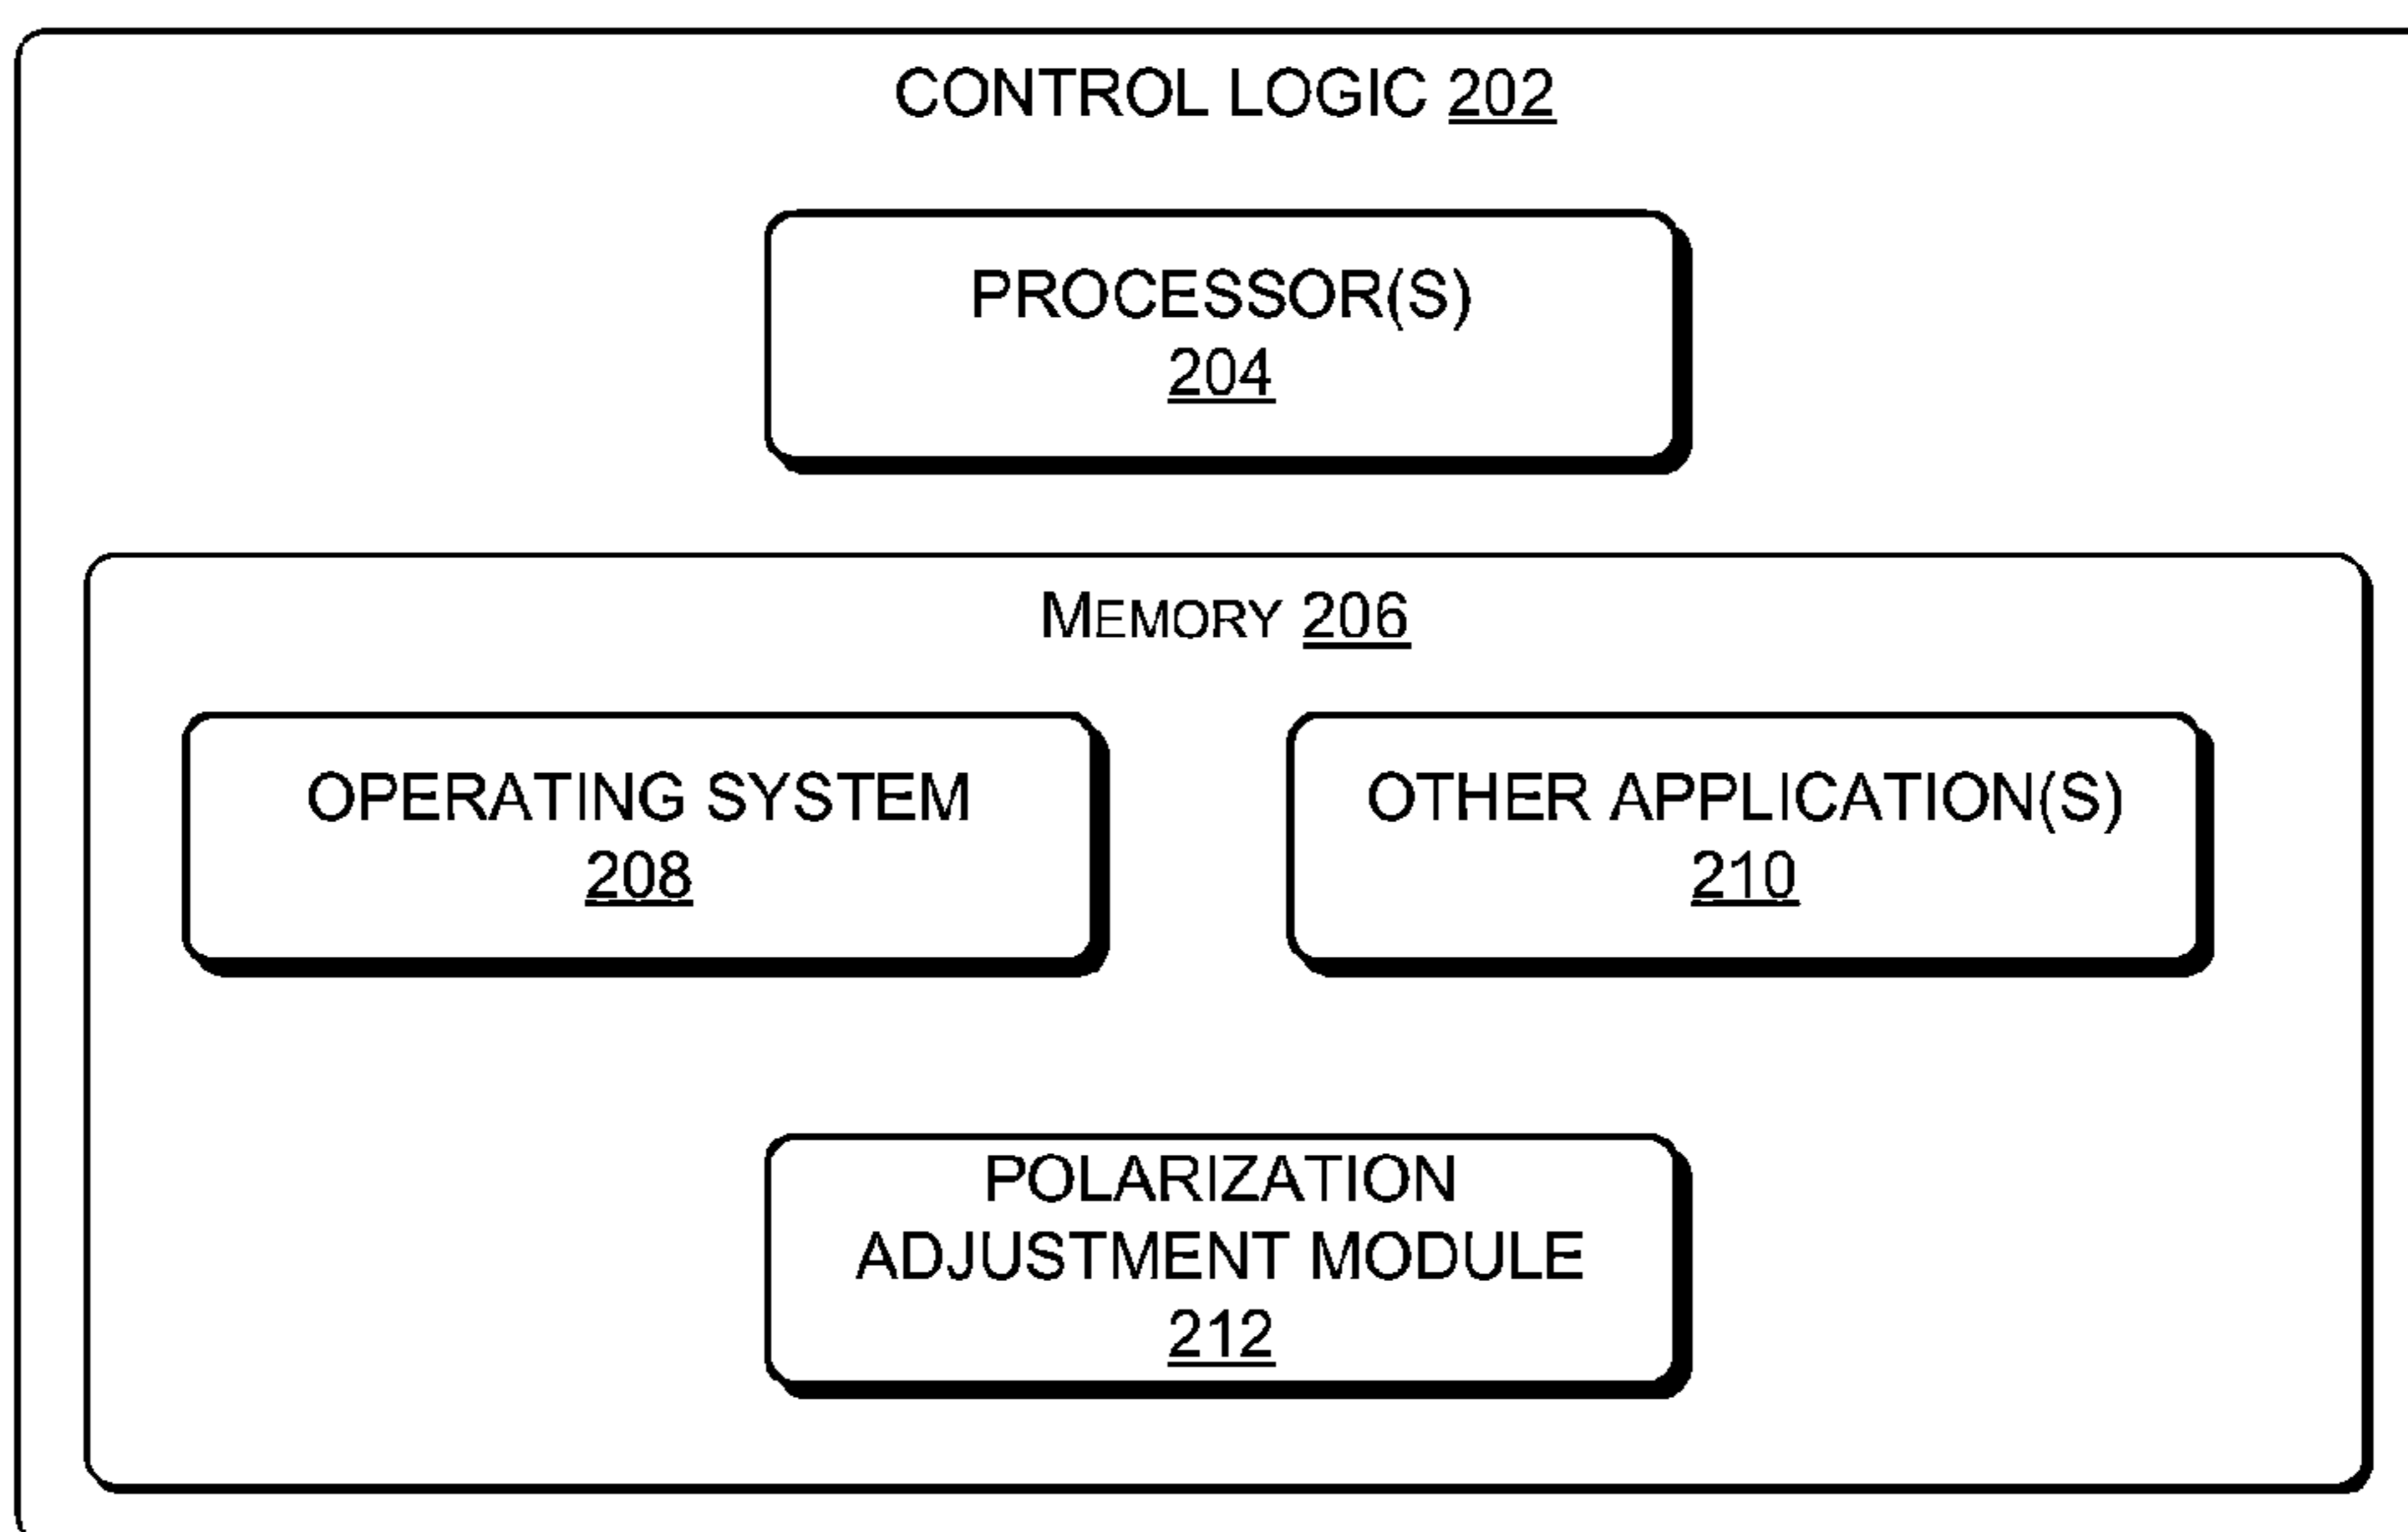 CONTROL LOGIC 202
PROCESSOR(S)
204
MEMORY 206
OPERATING SYSTEM
208
OTHER APPLICATION(S)
210
POLARIZATION
ADJUSTMENT MODULE
212